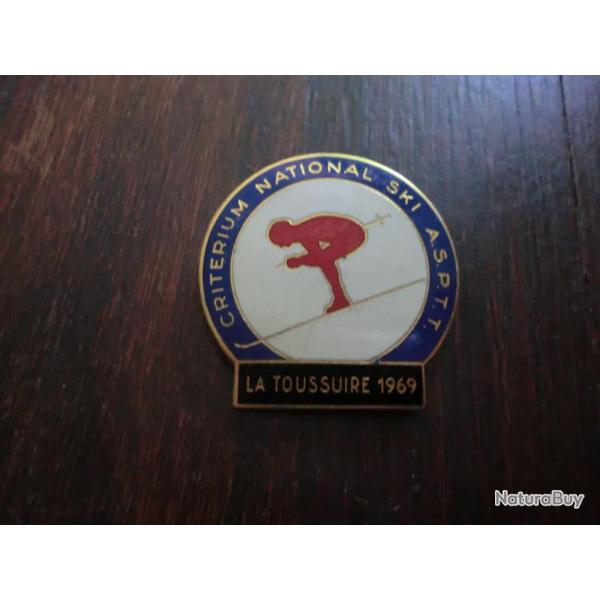 CRITERIUM NATIONAL SKI A.S.P.T.T.
LA TOUSSUIRE 1969
NaturaBuy